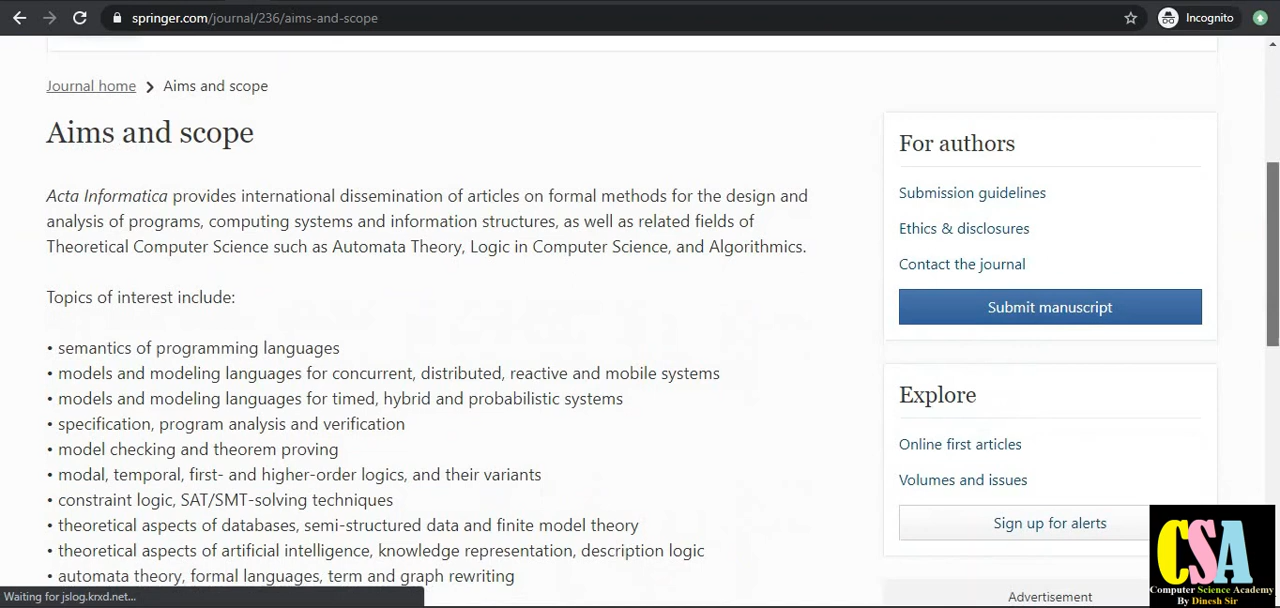 springer.com/journal/236/aims-and-scope
Incognito
Journal home > Aims and scope
Aims and scope
Acta Informatica provides international dissemination of articles on formal methods for the design and
analysis of programs, computing systems and information structures, as well as related fields of
Theoretical Computer Science such as Automata Theory, Logic in Computer Science, and Algorithmics.
Topics of interest include:
• semantics of programming languages
• models and modeling languages for concurrent, distributed, reactive and mobile systems
• models and modeling languages for timed, hybrid and probabilistic systems
• specification, program analysis and verification
• model checking and theorem proving
• modal, temporal, first- and higher-order logics, and their variants
• constraint logic, SAT/SMT-solving techniques
• theoretical aspects of databases, semi-structured data and finite model theory
• theoretical aspects of artificial intelligence, knowledge representation, description logic
• automata theory, formal languages, term and graph rewriting
For authors
Submission guidelines
Ethics & disclosures
Contact the journal
Submit manuscript
Explore
Online first articles
Volumes and issues
Sign up for alerts
Advertisement
Waiting for jslog.krxd.net...
CSA
Computer Science Academy
By Dinesh Sir